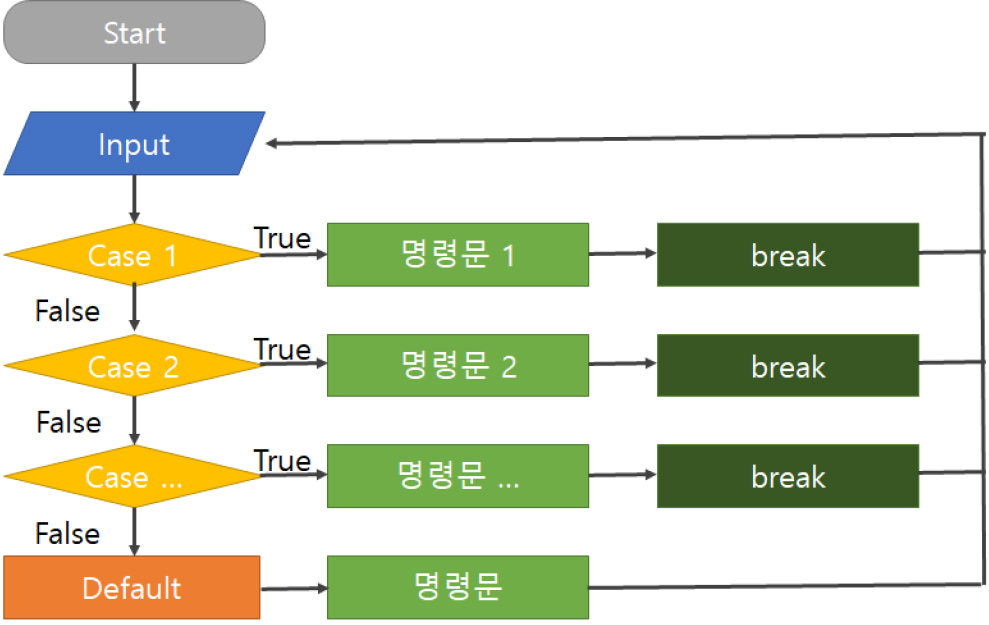 Start
Input
Case 1
True
명령문 1
break
False
Case 2
True
명령문 2
break
False
Case ...
True
명령문 ...
break
False
Default
명령문